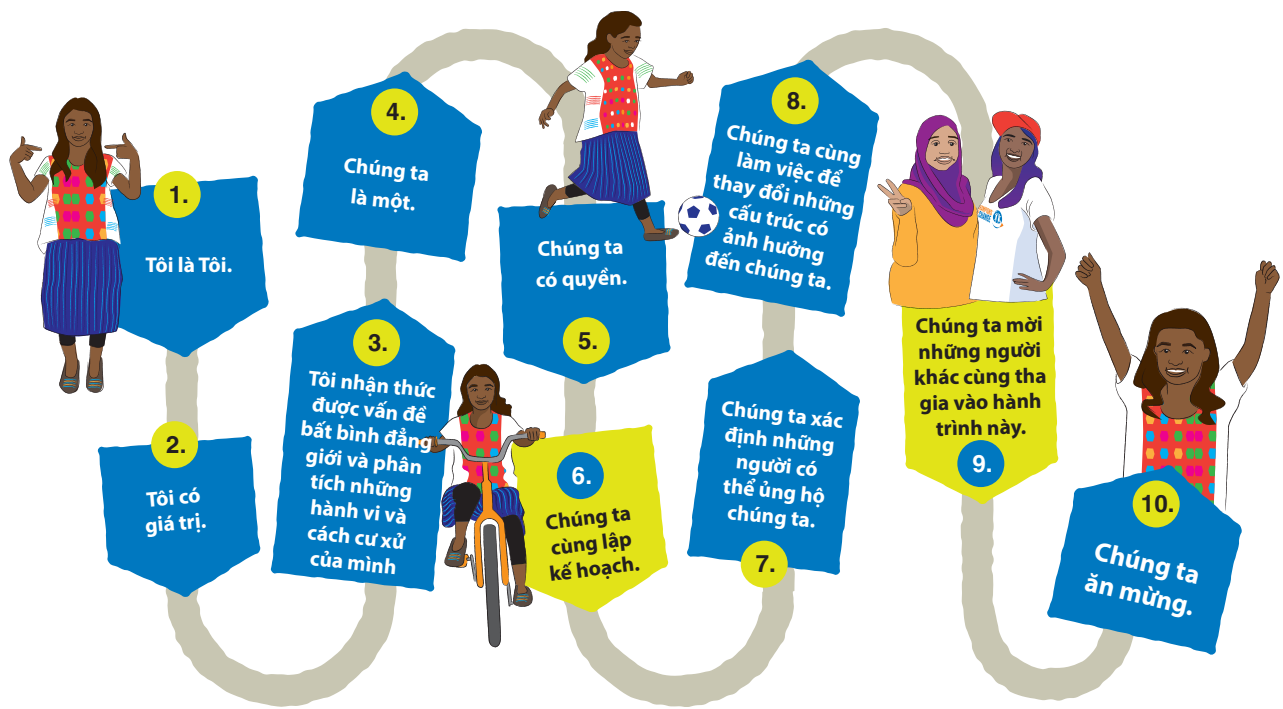 1.
Tôi là Tôi.
2.
Tôi có
giá trị.
3.
Tôi nhận thức
được vấn đề
bất bình đẳng
giới và phân
tích những
hành vi và
cách cư xử
của mình
4.
Chúng ta
là một.
Chúng ta
có quyền.
5.
6.
Chúng ta
cùng lập
kế hoạch.
Chúng ta xác
định những
người có
thể ủng hộ
chúng ta.
7.
8.
Chúng ta cùng
làm việc để
thay đổi những
cấu trúc có
ảnh hưởng
đến chúng ta.
Chúng ta mời
những người
khác cùng tha
gia vào hành
trình này.
9.
10.
Chúng ta
ăn mừng.